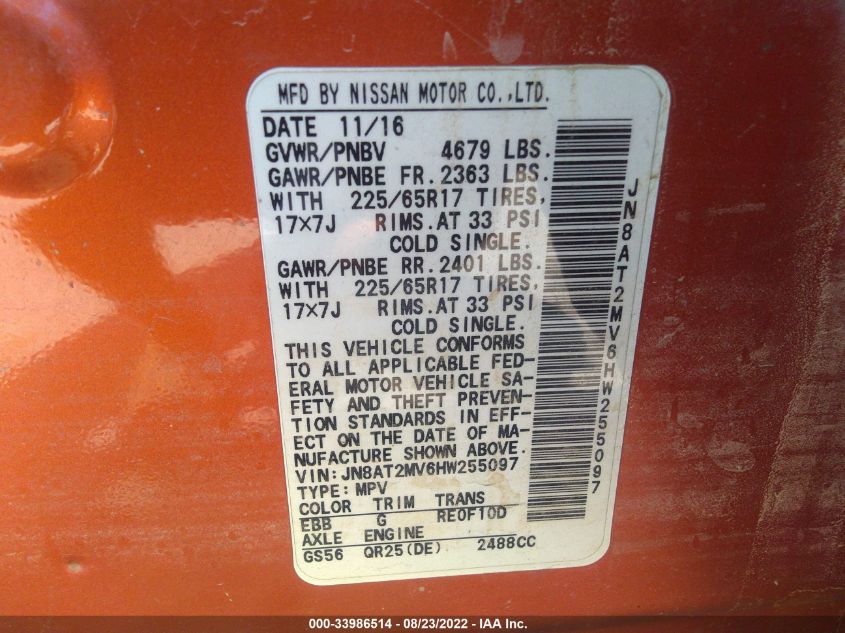 MFD BY NISSAN MOTOR CO.,LTD.
DATE 11/16
GVWR/PNBV 4679 LBS.
GAWR/PNBE FR. 2363 LBS.
WITH 225/65R17 TIRES,
17×7J RIMS. AT 33 PSI
COLD SINGLE.
GAWR/PNBE RR. 2401 LBS.
WITH 225/65R17 TIRES,
17×7J RIMS. AT 33 PSI
COLD SINGLE.
THIS VEHICLE CONFORMS
TO ALL APPLICABLE FED-
ERAL MOTOR VEHICLE SA-
FETY AND THEFT PREVEN-
TION STANDARDS IN EFF-
ECT ON THE DATE OF MA-
NUFACTURE SHOWN ABOVE.
VIN:JN8AT2MV6HW255097
TYPE:MPV
COLOR TRIM TRANS
EBB G RE0F10D
AXLE ENGINE
GS56 QR25(DE) 2488CC
JN8AT2MV6HW255097
000-33986514 - 08/23/2022 - IAA Inc.